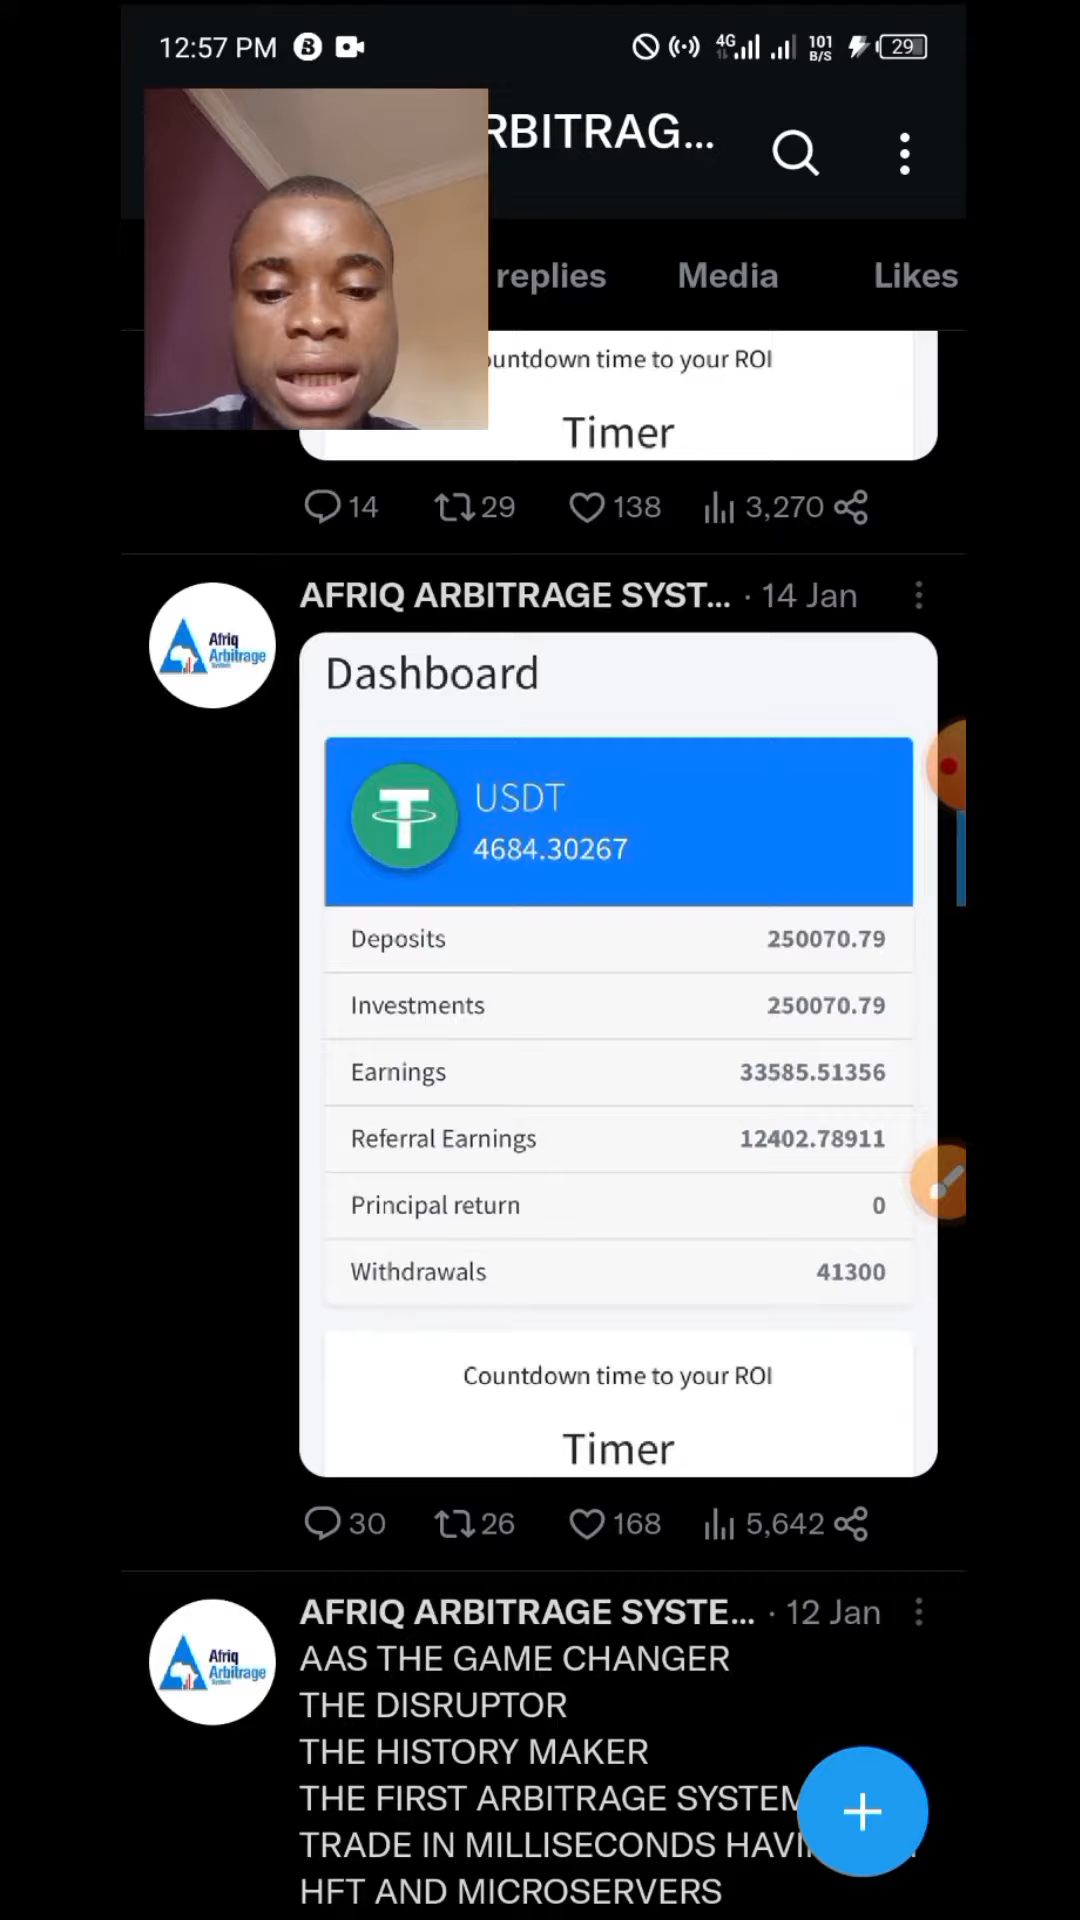 12:57 PM
4G
101
B/S
29
RBITRAG...
replies
Media
Likes
ountdown time to your ROI
Timer
14
29
138
3,270
AFRIQ ARBITRAGE SYST... · 14 Jan
Afriq
Arbitrage
System
Dashboard
USDT
4684.30267
Deposits
250070.79
Investments
250070.79
Earnings
33585.51356
Referral Earnings
12402.78911
Principal return
0
Withdrawals
41300
Countdown time to your ROI
Timer
30
26
168
5,642
AFRIQ ARBITRAGE SYSTE... · 12 Jan
Afriq
Arbitrage
System
AAS THE GAME CHANGER
THE DISRUPTOR
THE HISTORY MAKER
THE FIRST ARBITRAGE SYSTEM
TRADE IN MILLISECONDS
HFT AND MICROSERVERS